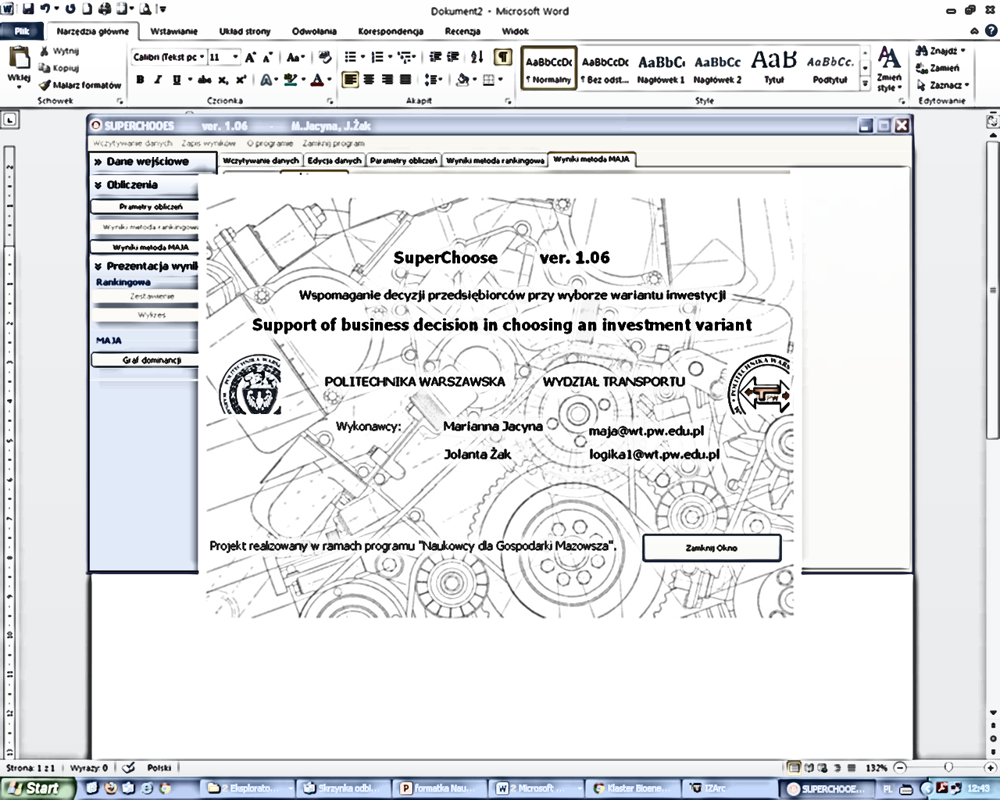 Dokument2 - Microsoft Word
Plik Narzędzia główne Wstawianie Układ strony Odwołania Korespondencja Recenzja Widok
Wklej
Wytnij
Kopiuj
Malarz formatów
Schowek
Calibri (Tekst pc 11
Czcionka
Akapit
AaBbCcDc AaBbCcDc AaBbC AaBbCc AaB AaBbCc.
¶ Normalny ¶ Bez odst... Nagłówek 1 Nagłówek 2 Tytuł Podtytuł
Zmień style
Style
Znajdź
Zamień
Zaznacz
Edytowanie
SUPERCHOOES ver. 1.06 M.Jacyna, J.Żak
Wczytywanie danych Zapis wyników O programie Zamknij program
Wczytywanie danych Edycja danych Parametry obliczeń Wyniki metoda rankingowa Wyniki metoda MAJA
Dane wejściowe
Obliczenia
Prametry obliczeń
Wyniki metoda rankingowa
Wyniki metoda MAJA
Prezentacja wynik
Rankingowa
Zestawienie
Wykres
MAJA
Graf dominancji
SuperChoose ver. 1.06
Wspomaganie decyzji przedsiębiorców przy wyborze wariantu inwestycji
Support of business decision in choosing an investment variant
POLITECHNIKA WARSZAWSKA WYDZIAŁ TRANSPORTU
Wykonawcy: Marianna Jacyna maja@wt.pw.edu.pl
Jolanta Żak logika1@wt.pw.edu.pl
Projekt realizowany w ramach programu "Naukowcy dla Gospodarki Mazowsza".
Zamknij Okno
Strona: 1 z 1 Wyrazy: 0 Polski 132%
Start 2 Eksplorato... Skrzynka odbi... formatka Nau... 2 Microsoft ... Klaster Bioene... IZArc SUPERCHOOE... PL 12:43